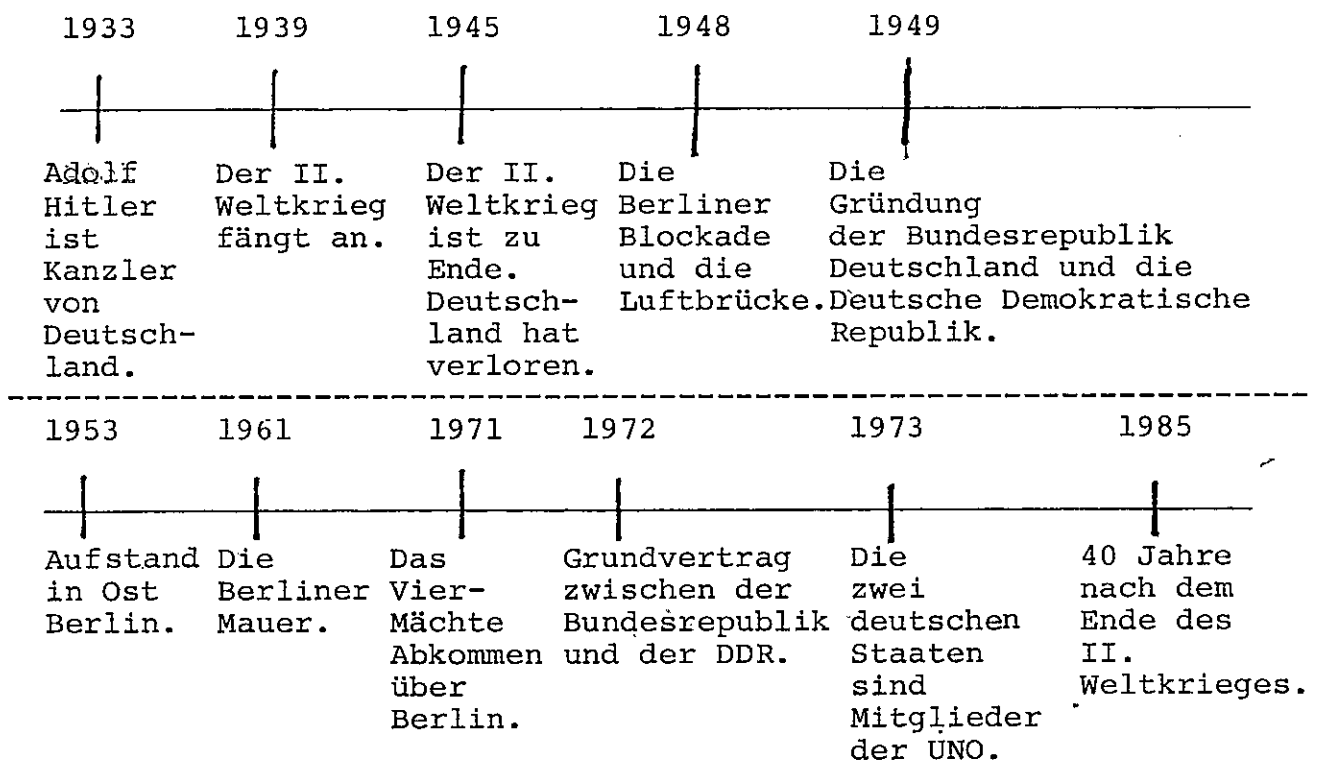 1933 1939 1945 1948 1949
Adolf Der II. Der II. Die Die
Hitler Weltkrieg Weltkrieg Berliner Gründung
ist fängt an. ist zu Blockade der Bundesrepublik
Kanzler Ende. und die Deutschland und die
von Deutsch- Luftbrücke. Deutsche Demokratische
Deutsch- land hat Republik.
land. verloren.
1953 1961 1971 1972 1973 1985
Aufstand Die Das Grundvertrag Die 40 Jahre
in Ost Berliner Vier- zwischen der zwei nach dem
Berlin. Mauer. Mächte Bundesrepublik deutschen Ende des
Abkommen und der DDR. Staaten II.
über sind Weltkrieges.
Berlin. Mitglieder
der UNO.